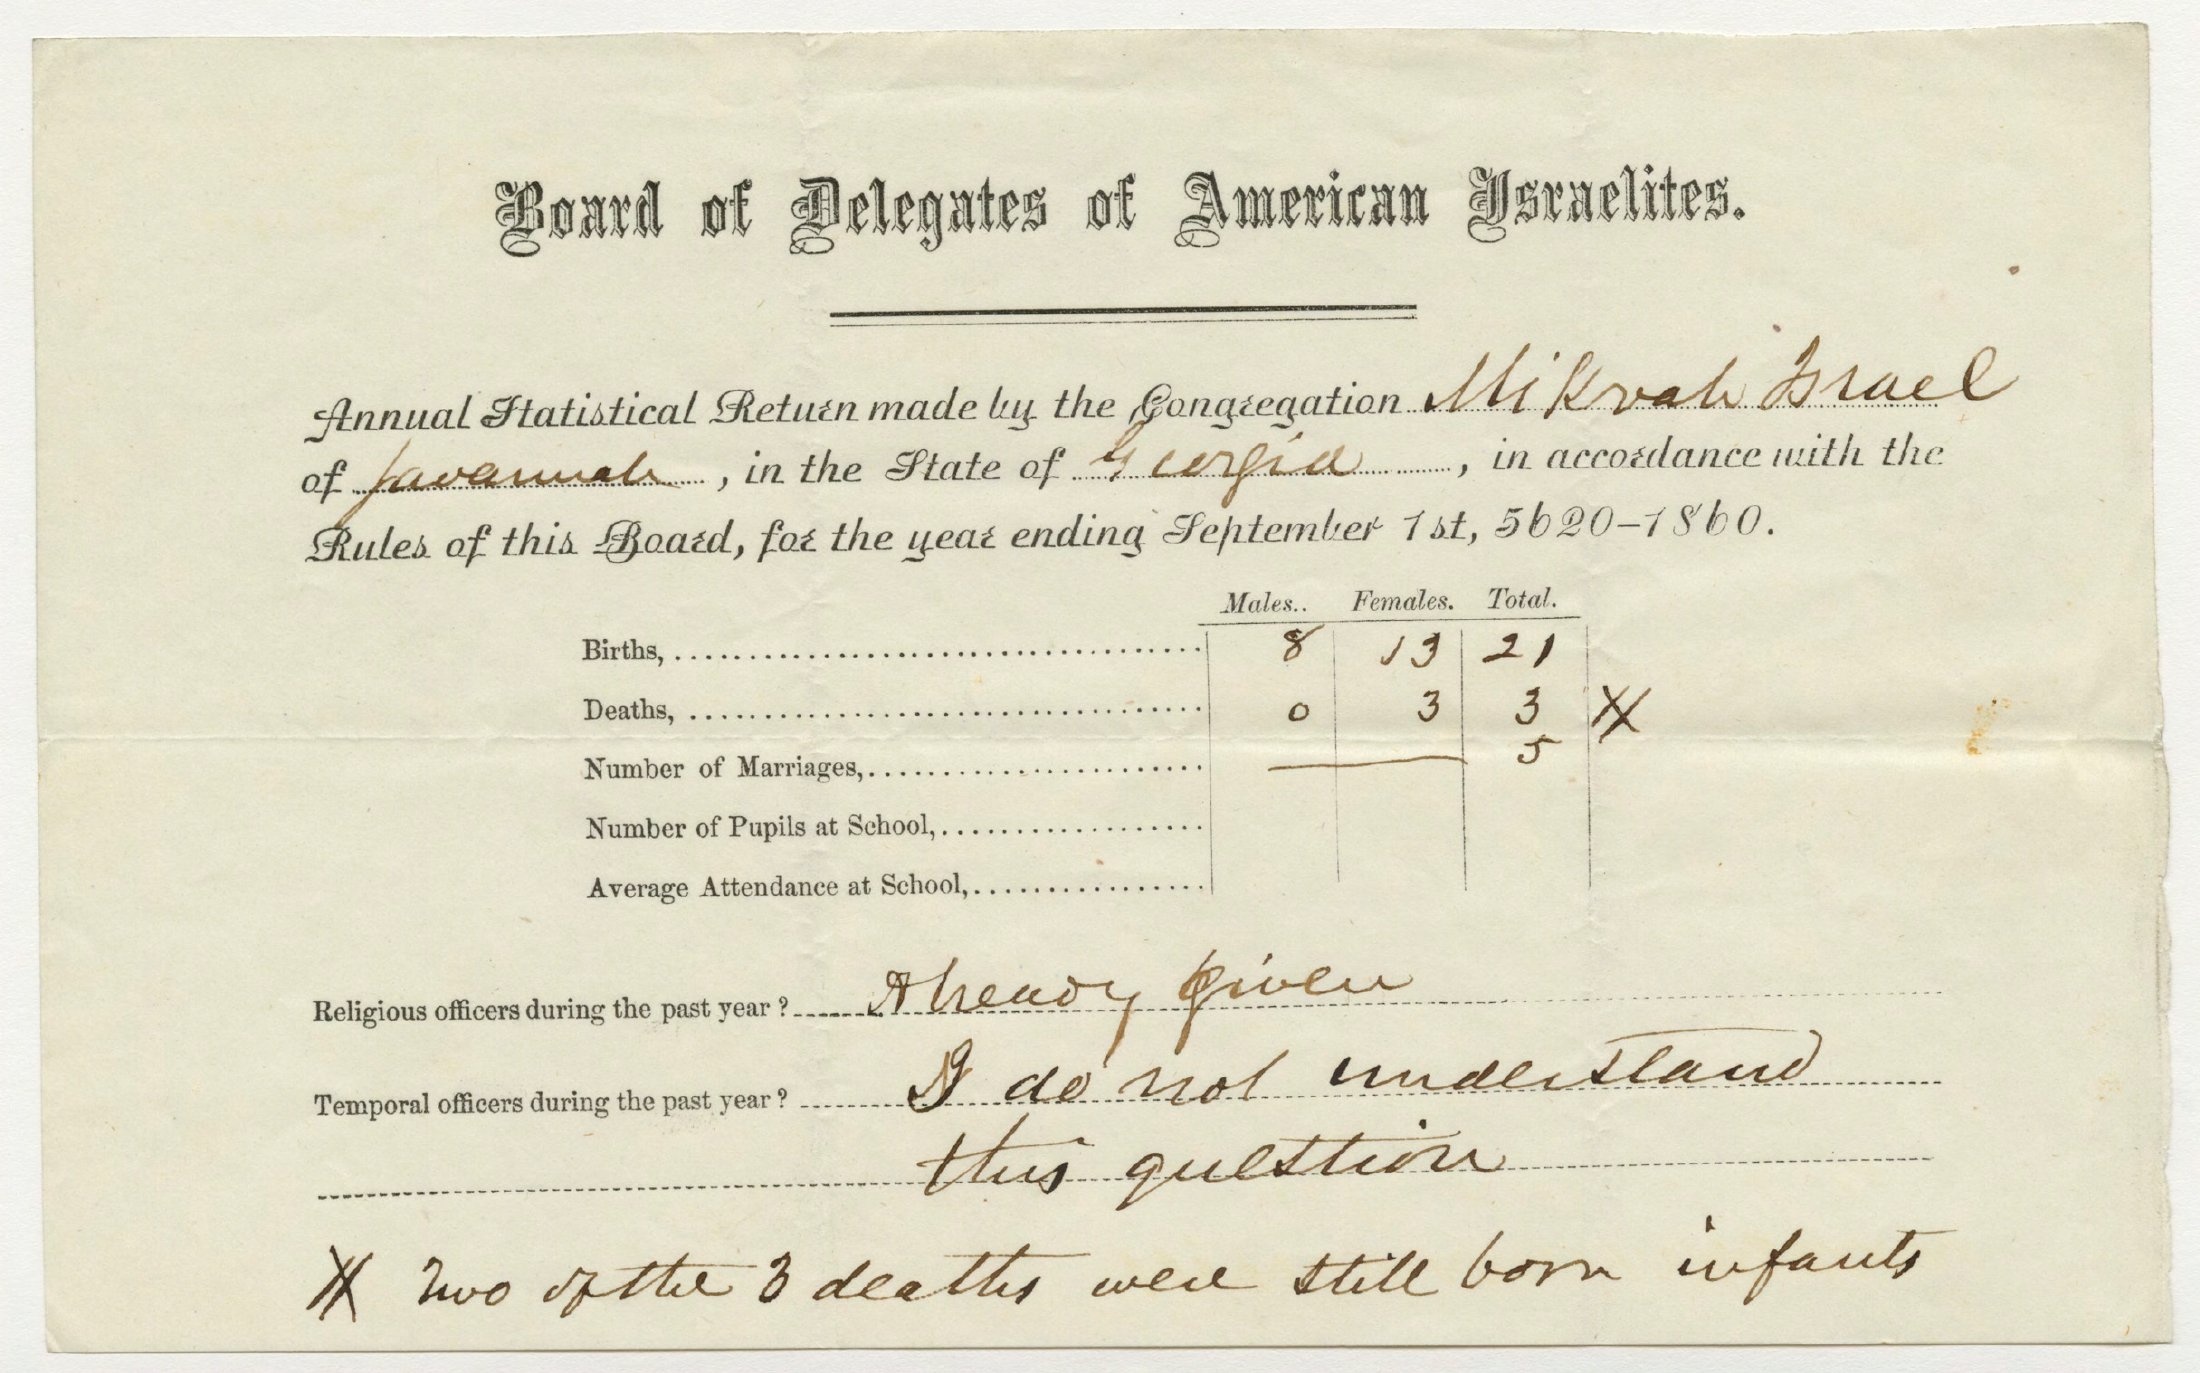 Board of Delegates of American Israelites.
Annual Statistical Return made by the Congregation Mikvah Israel
of Savannah, in the State of Georgia, in accordance with the
Rules of this Board, for the year ending September 1st, 5620–1860.
Males.. Females. Total.
Births, 8 13 21
Deaths, 0 3 3 X
Number of Marriages, — 5
Number of Pupils at School,
Average Attendance at School,
Religious officers during the past year? Already Given
Temporal officers during the past year? I do not understand
this question
X Two of the 3 deaths were still born infants